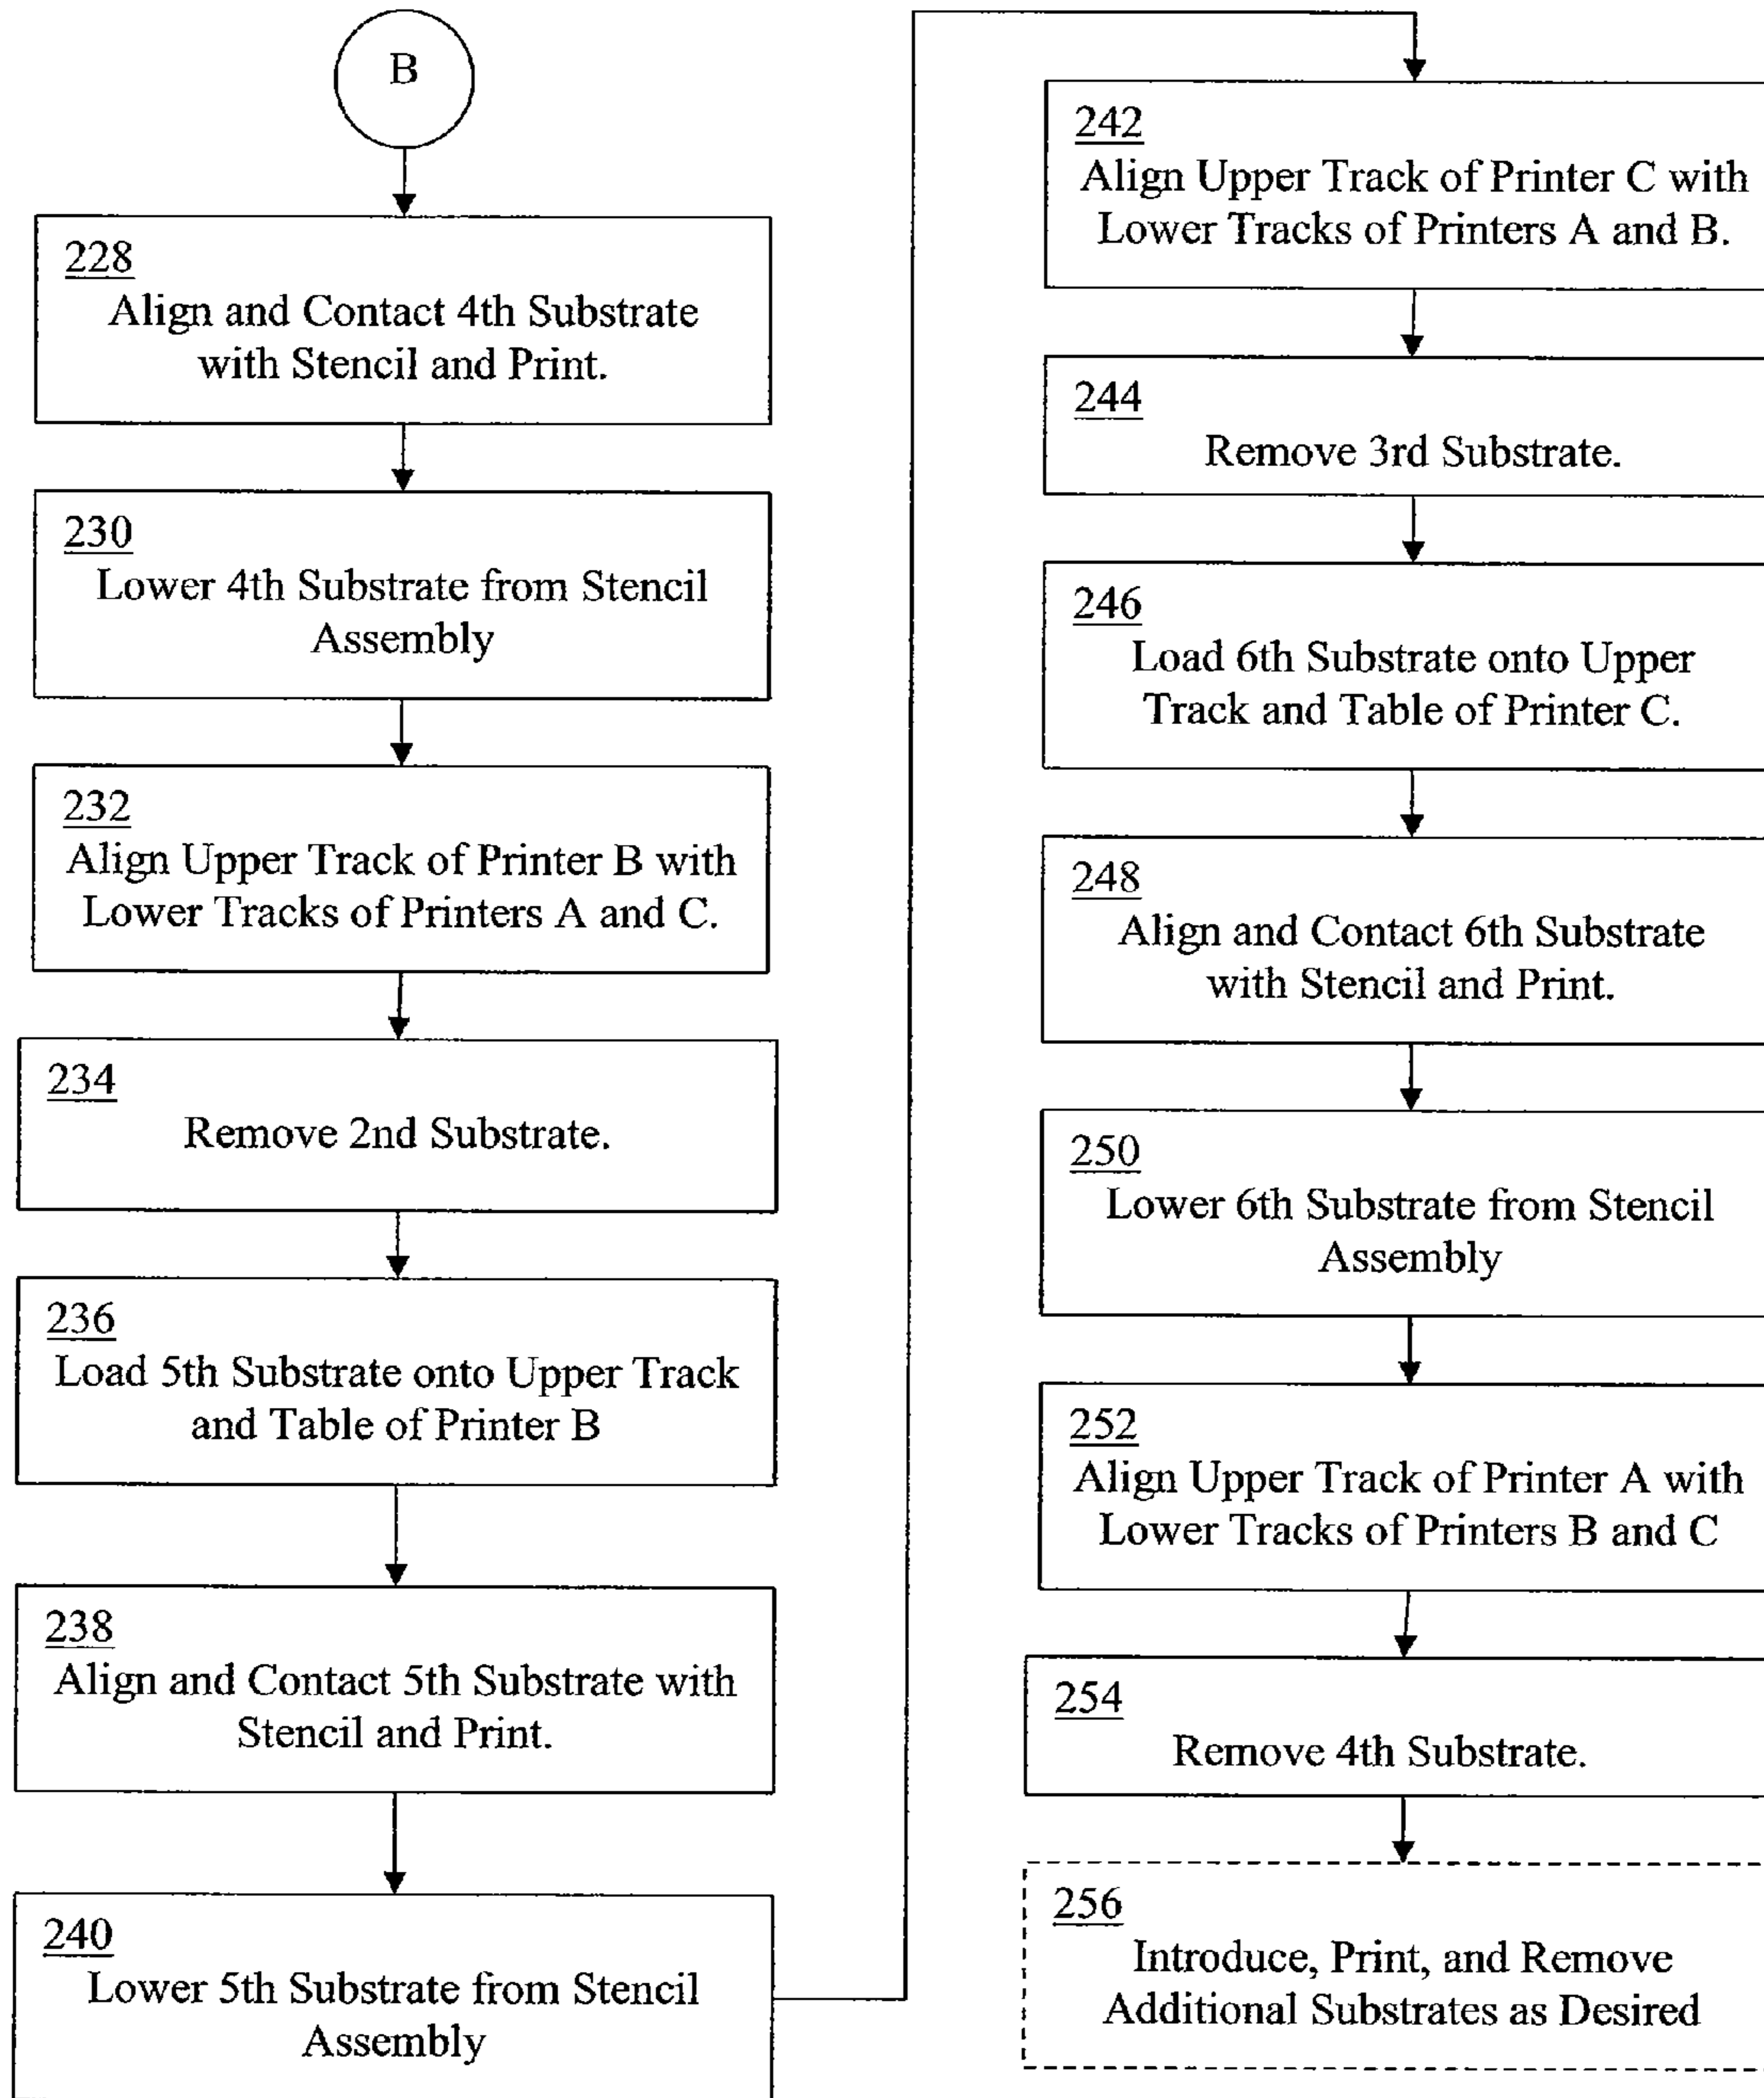 B
228
Align and Contact 4th Substrate
with Stencil and Print.
230
Lower 4th Substrate from Stencil
Assembly
232
Align Upper Track of Printer B with
Lower Tracks of Printers A and C.
234
Remove 2nd Substrate.
236
Load 5th Substrate onto Upper Track
and Table of Printer B
238
Align and Contact 5th Substrate with
Stencil and Print.
240
Lower 5th Substrate from Stencil
Assembly
242
Align Upper Track of Printer C with
Lower Tracks of Printers A and B.
244
Remove 3rd Substrate.
246
Load 6th Substrate onto Upper
Track and Table of Printer C.
248
Align and Contact 6th Substrate
with Stencil and Print.
250
Lower 6th Substrate from Stencil
Assembly
252
Align Upper Track of Printer A with
Lower Tracks of Printers B and C
254
Remove 4th Substrate.
256
Introduce, Print, and Remove
Additional Substrates as Desired